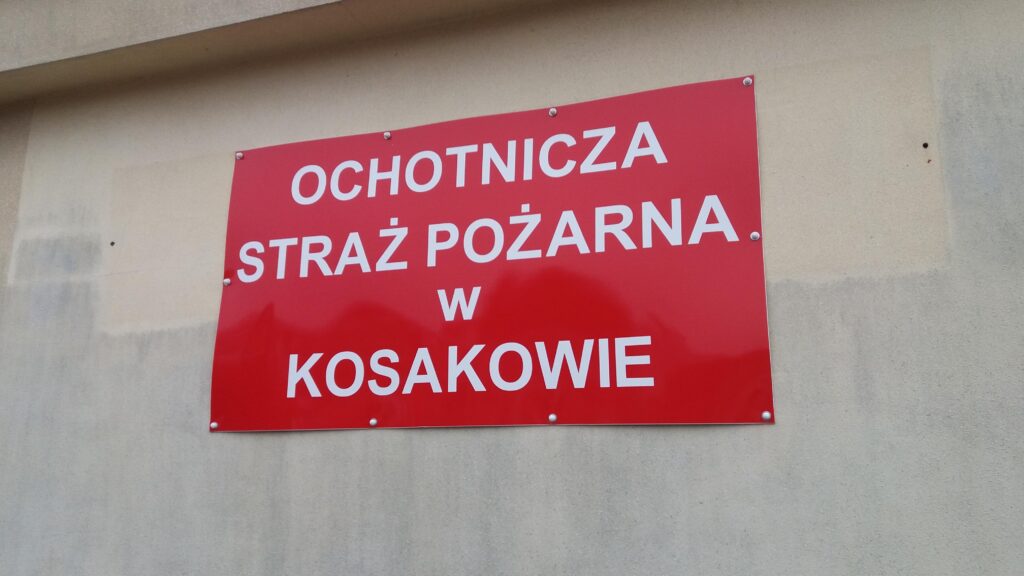 OCHOTNICZA
STRAŻ POŻARNA
w
KOSAKOWIE